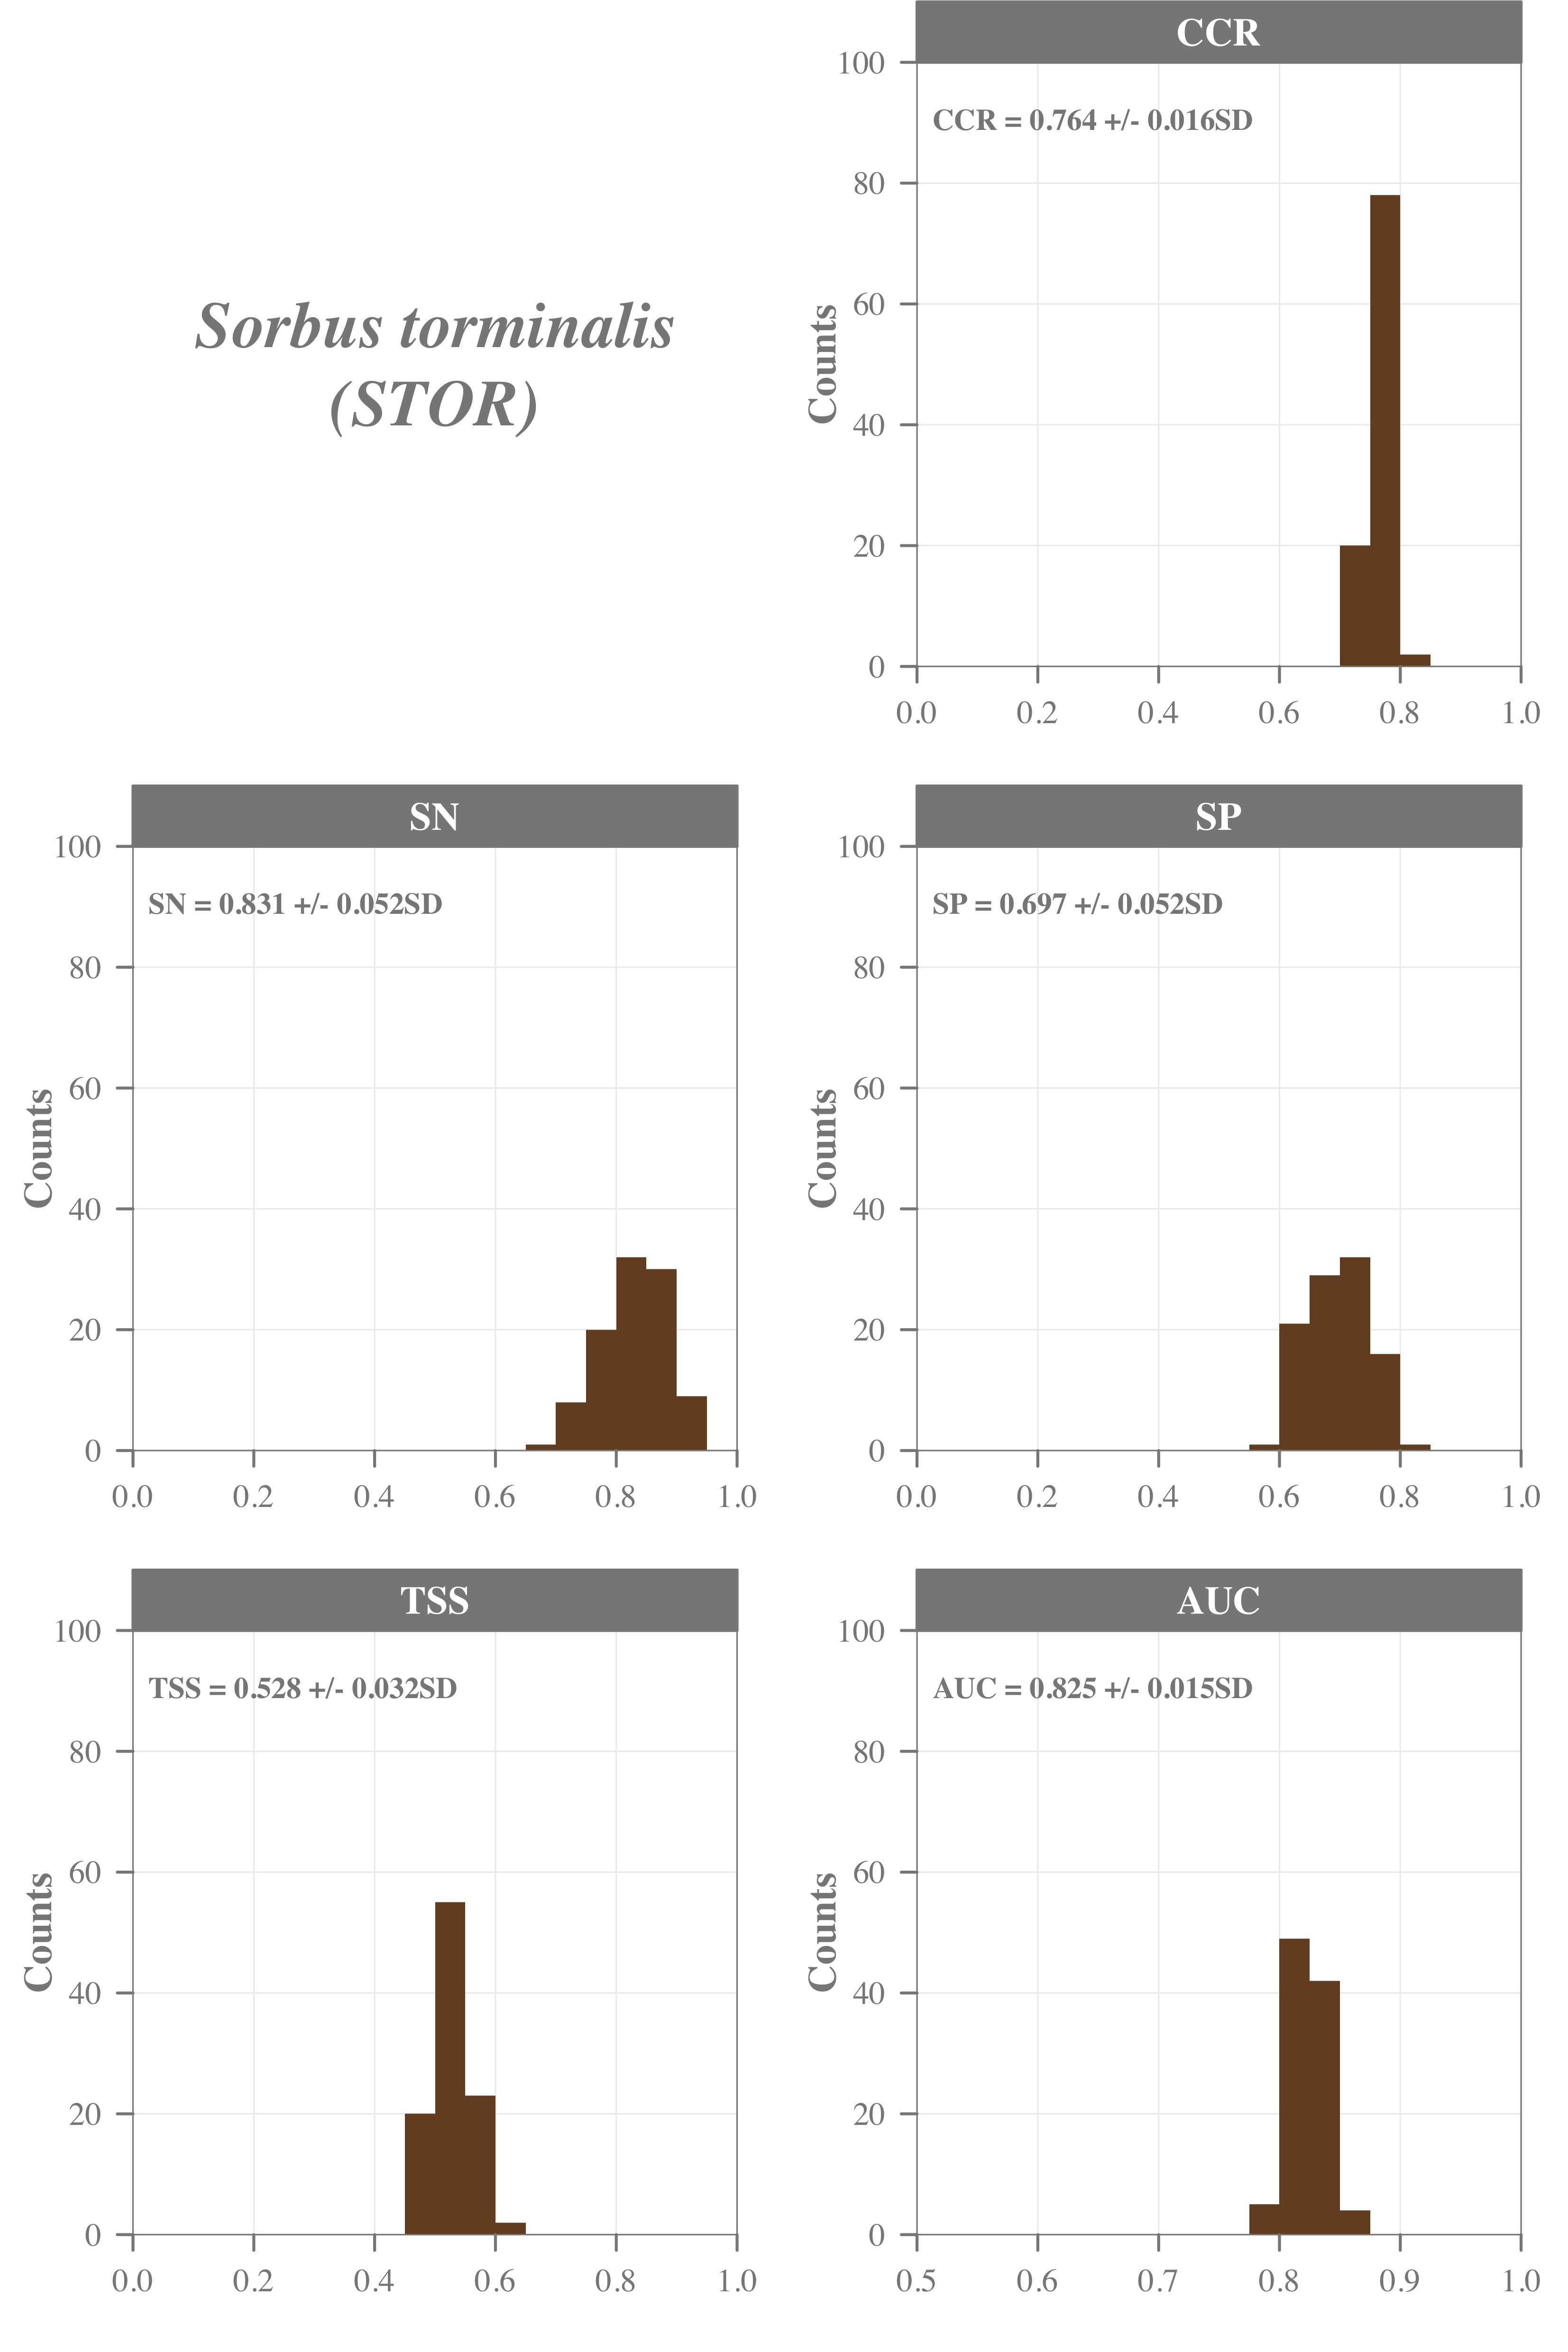 Sorbus torminalis
(STOR)
CCR
CCR = 0.764 +/- 0.016SD
Counts
100
80
60
40
20
0
0.0 0.2 0.4 0.6 0.8 1.0
SN
SN = 0.831 +/- 0.052SD
Counts
100
80
60
40
20
0
0.0 0.2 0.4 0.6 0.8 1.0
SP
SP = 0.697 +/- 0.052SD
Counts
100
80
60
40
20
0
0.0 0.2 0.4 0.6 0.8 1.0
TSS
TSS = 0.528 +/- 0.032SD
Counts
100
80
60
40
20
0
0.0 0.2 0.4 0.6 0.8 1.0
AUC
AUC = 0.825 +/- 0.015SD
Counts
100
80
60
40
20
0
0.5 0.6 0.7 0.8 0.9 1.0